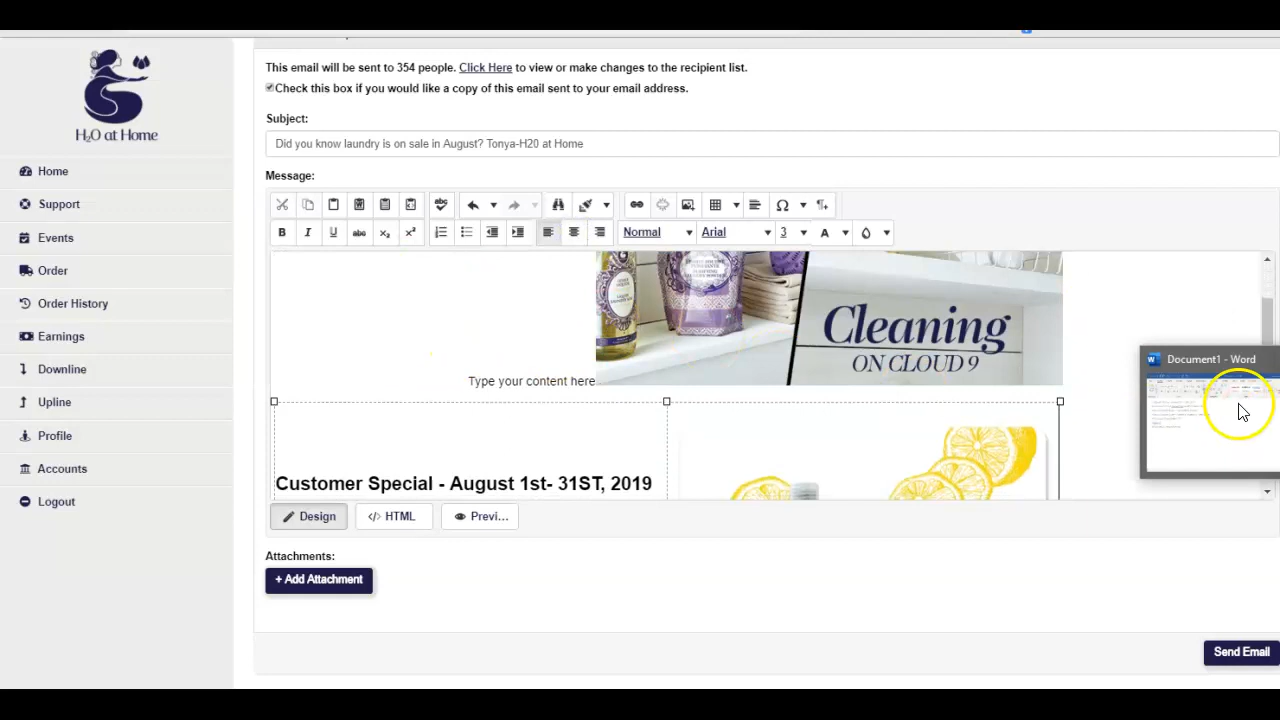 H2O at Home
Home
Support
Events
Order
Order History
Earnings
Downline
Upline
Profile
Accounts
Logout
This email will be sent to 354 people. Click Here to view or make changes to the recipient list.
Check this box if you would like a copy of this email sent to your email address.
Subject:
Did you know laundry is on sale in August? Tonya-H20 at Home
Message:
abc
B I U abc x₂ x² Normal Arial 3 A
Cleaning
ON CLOUD 9
Type your content here
Customer Special - August 1st- 31ST, 2019
Design HTML Previ...
Attachments:
+ Add Attachment
Send Email
W Document1 - Word